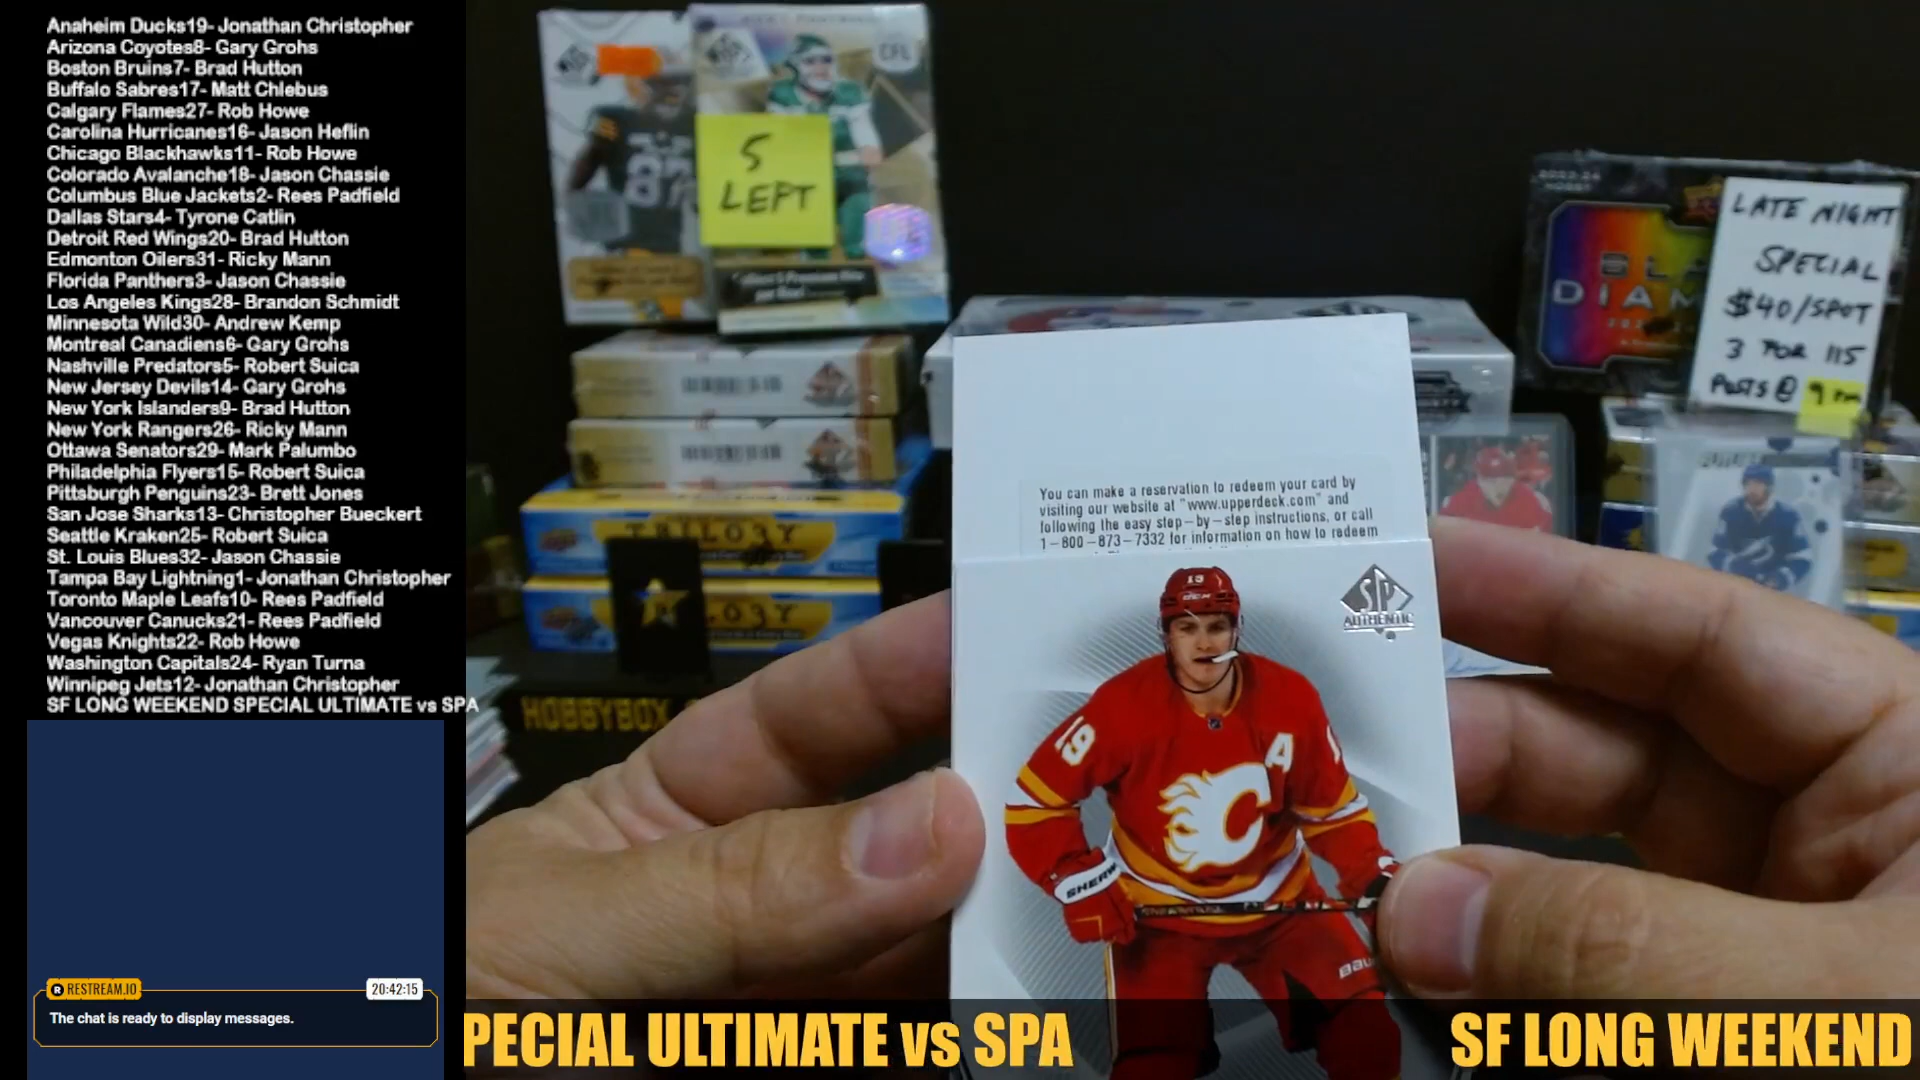 Anaheim Ducks19- Jonathan Christopher
Arizona Coyotes8- Gary Grohs
Boston Bruins7- Brad Hutton
Buffalo Sabres17- Matt Chlebus
Calgary Flames27- Rob Howe
Carolina Hurricanes16- Jason Heflin
Chicago Blackhawks11- Rob Howe
Colorado Avalanche18- Jason Chassie
Columbus Blue Jackets2- Rees Padfield
Dallas Stars4- Tyrone Catlin
Detroit Red Wings20- Brad Hutton
Edmonton Oilers31- Ricky Mann
Florida Panthers3- Jason Chassie
Los Angeles Kings28- Brandon Schmidt
Minnesota Wild30- Andrew Kemp
Montreal Canadiens6- Gary Grohs
Nashville Predators5- Robert Suica
New Jersey Devils14- Gary Grohs
New York Islanders9- Brad Hutton
New York Rangers26- Ricky Mann
Ottawa Senators29- Mark Palumbo
Philadelphia Flyers15- Robert Suica
Pittsburgh Penguins23- Brett Jones
San Jose Sharks13- Christopher Bueckert
Seattle Kraken25- Robert Suica
St. Louis Blues32- Jason Chassie
Tampa Bay Lightning1- Jonathan Christopher
Toronto Maple Leafs10- Rees Padfield
Vancouver Canucks21- Rees Padfield
Vegas Knights22- Rob Howe
Washington Capitals24- Ryan Turna
Winnipeg Jets12- Jonathan Christopher
SF LONG WEEKEND SPECIAL ULTIMATE vs SPA
RESTREAM.IO
20:42:15
The chat is ready to display messages.
CFL
87
5
LEFT
TRILOGY
HOBBYBOX
LATE NIGHT
SPECIAL
$40/SPOT
3 FOR 115
POSTS @ 9 PM
You can make a reservation to redeem your card by
visiting our website at "www.upperdeck.com" and
following the easy step-by-step instructions, or call
1-800-873-7332 for information on how to redeem
SP
AUTHENTIC
19
19
A
SHERW
BAU
PECIAL ULTIMATE vs SPA
SF LONG WEEKEND